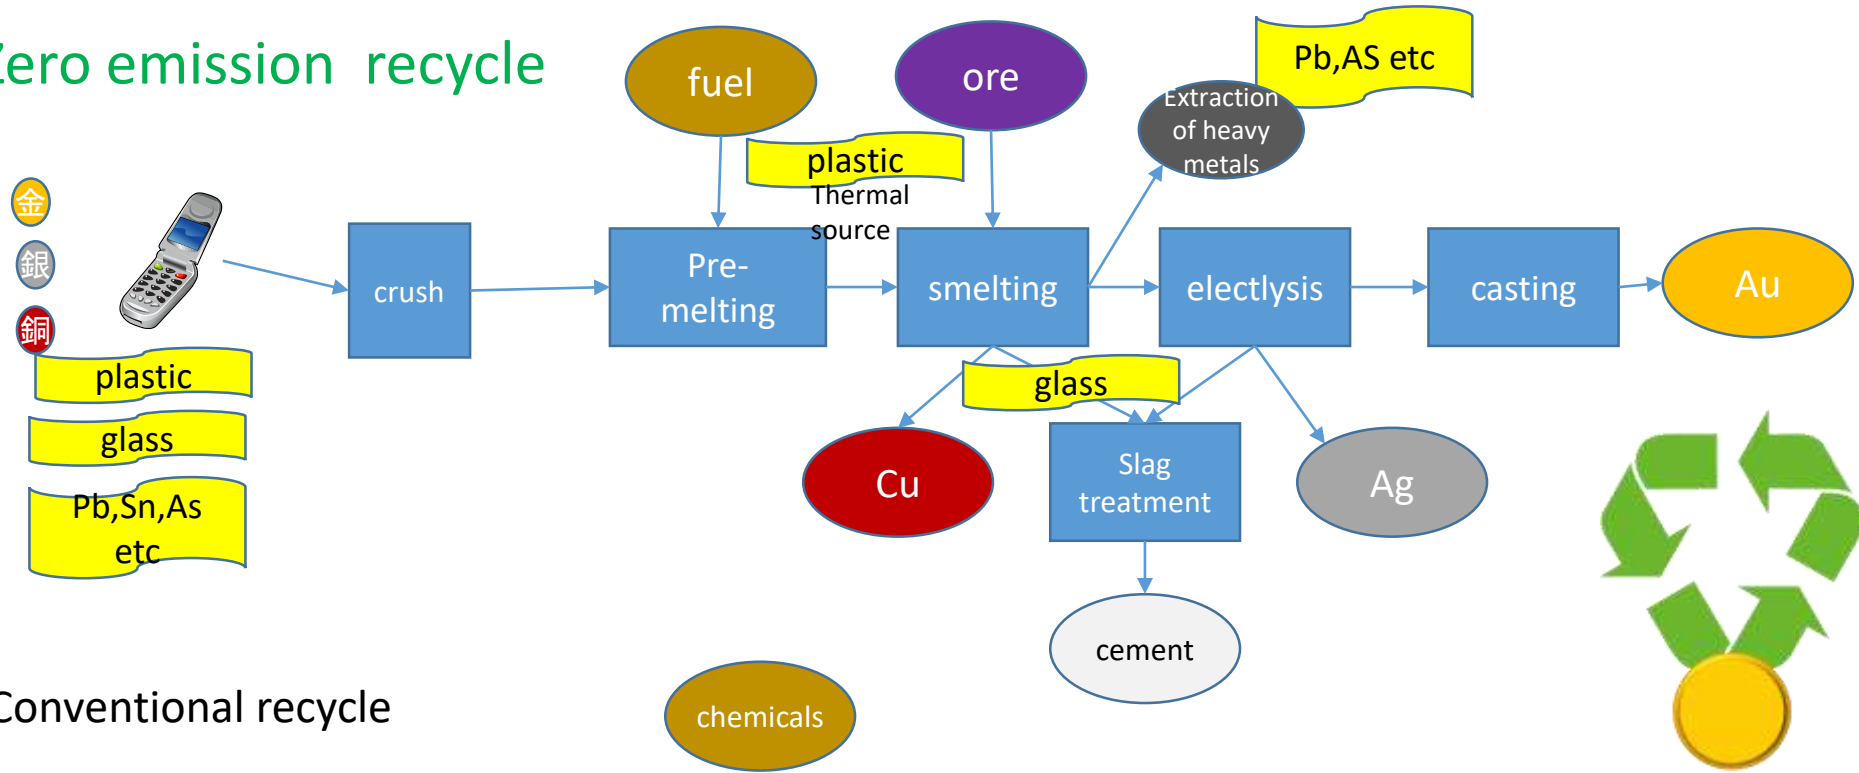 Zero emission recycle
fuel
ore
Pb,AS etc
Extraction
of heavy
metals
plastic
Thermal
source
金
銀
銅
crush
Pre-
melting
smelting
electlysis
casting
Au
plastic
glass
Pb,Sn,As
etc
glass
Cu
Slag
treatment
Ag
cement
Conventional recycle
chemicals